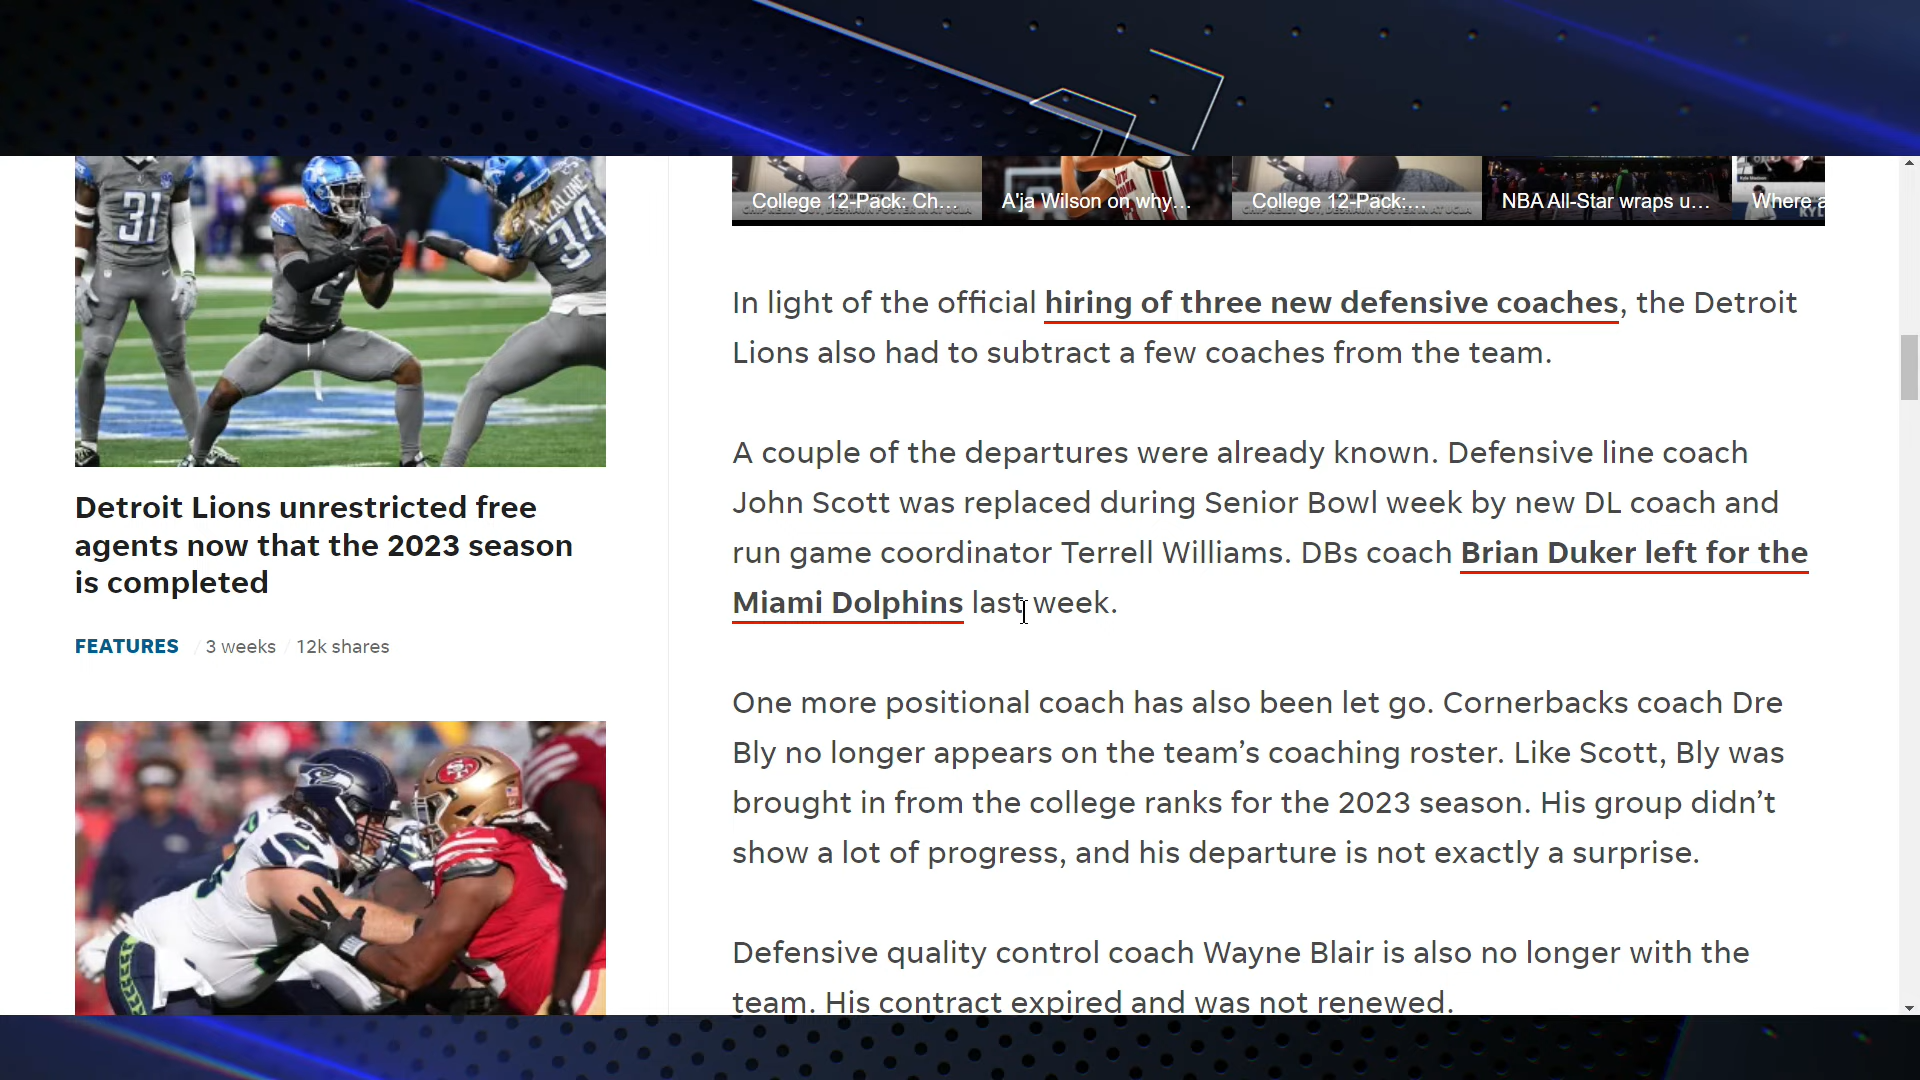 College 12-Pack: Ch...
A'ja Wilson on why...
College 12-Pack:...
NBA All-Star wraps u...
Where a
31
2
30
Detroit Lions unrestricted free
agents now that the 2023 season
is completed
FEATURES / 3 weeks / 12k shares
In light of the official hiring of three new defensive coaches, the Detroit
Lions also had to subtract a few coaches from the team.
A couple of the departures were already known. Defensive line coach
John Scott was replaced during Senior Bowl week by new DL coach and
run game coordinator Terrell Williams. DBs coach Brian Duker left for the
Miami Dolphins last week.
One more positional coach has also been let go. Cornerbacks coach Dre
Bly no longer appears on the team’s coaching roster. Like Scott, Bly was
brought in from the college ranks for the 2023 season. His group didn’t
show a lot of progress, and his departure is not exactly a surprise.
Defensive quality control coach Wayne Blair is also no longer with the
team. His contract expired and was not renewed.